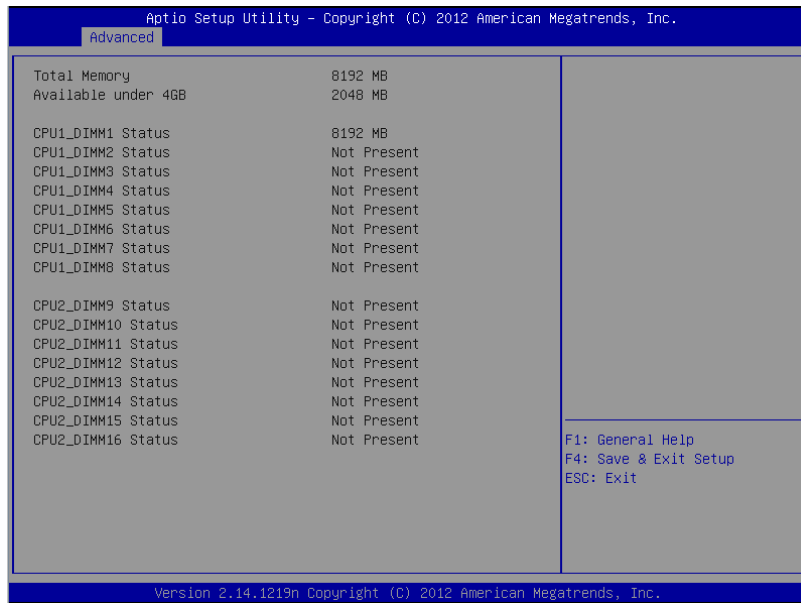 Aptio Setup Utility – Copyright (C) 2012 American Megatrends, Inc.
Advanced
Total Memory 8192 MB
Available under 4GB 2048 MB
CPU1_DIMM1 Status 8192 MB
CPU1_DIMM2 Status Not Present
CPU1_DIMM3 Status Not Present
CPU1_DIMM4 Status Not Present
CPU1_DIMM5 Status Not Present
CPU1_DIMM6 Status Not Present
CPU1_DIMM7 Status Not Present
CPU1_DIMM8 Status Not Present
CPU2_DIMM9 Status Not Present
CPU2_DIMM10 Status Not Present
CPU2_DIMM11 Status Not Present
CPU2_DIMM12 Status Not Present
CPU2_DIMM13 Status Not Present
CPU2_DIMM14 Status Not Present
CPU2_DIMM15 Status Not Present
CPU2_DIMM16 Status Not Present
F1: General Help
F4: Save & Exit Setup
ESC: Exit
Version 2.14.1219n Copyright (C) 2012 American Megatrends, Inc.